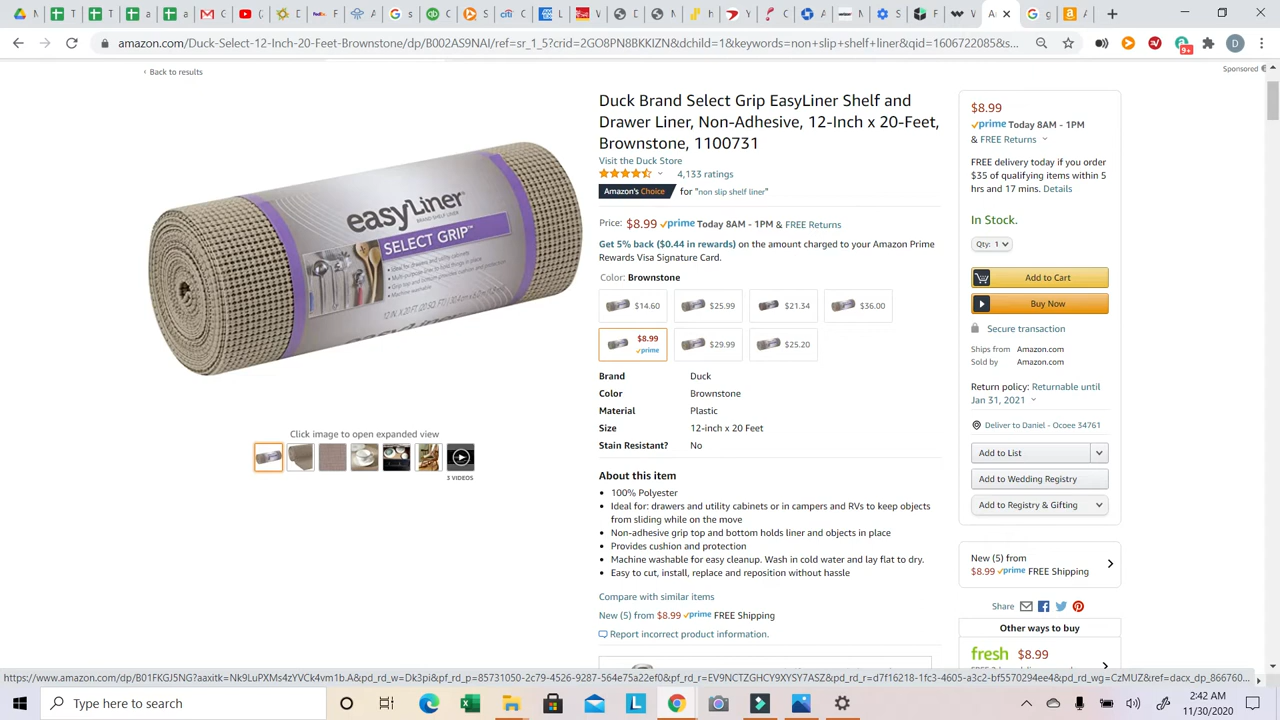 amazon.com/Duck-Select-12-Inch-20-Feet-Brownstone/dp/B002AS9NAI/ref=sr_1_5?crid=2GO8PN8BKKIZN&dchild=1&keywords=non+slip+shelf+liner&qid=1606722085&s...
9+
D
‹ Back to results
Sponsored
Duck Brand Select Grip EasyLiner Shelf and
Drawer Liner, Non-Adhesive, 12-Inch x 20-Feet,
Brownstone, 1100731
Visit the Duck Store
4,133 ratings
Amazon's Choice for "non slip shelf liner"
Price: $8.99 prime Today 8AM - 1PM & FREE Returns
Get 5% back ($0.44 in rewards) on the amount charged to your Amazon Prime
Rewards Visa Signature Card.
Color: Brownstone
$14.60
$25.99
$21.34
$36.00
$8.99
prime
$29.99
$25.20
Brand Duck
Color Brownstone
Material Plastic
Size 12-inch x 20 Feet
Stain Resistant? No
About this item
• 100% Polyester
• Ideal for: drawers and utility cabinets or in campers and RVs to keep objects
from sliding while on the move
• Non-adhesive grip top and bottom holds liner and objects in place
• Provides cushion and protection
• Machine washable for easy cleanup. Wash in cold water and lay flat to dry.
• Easy to cut, install, replace and reposition without hassle
Compare with similar items
New (5) from $8.99 prime FREE Shipping
Report incorrect product information.
easyLiner
BRAND SHELF LINER
SELECT GRIP™
Click image to open expanded view
3 VIDEOS
$8.99
prime Today 8AM - 1PM
& FREE Returns
FREE delivery today if you order
$35 of qualifying items within 5
hrs and 17 mins. Details
In Stock.
Qty: 1
Add to Cart
Buy Now
Secure transaction
Ships from Amazon.com
Sold by Amazon.com
Return policy: Returnable until
Jan 31, 2021
Deliver to Daniel - Ocoee 34761
Add to List
Add to Wedding Registry
Add to Registry & Gifting
New (5) from
$8.99 prime FREE Shipping
Share
Other ways to buy
fresh $8.99
Type here to search
2:42 AM
11/30/2020